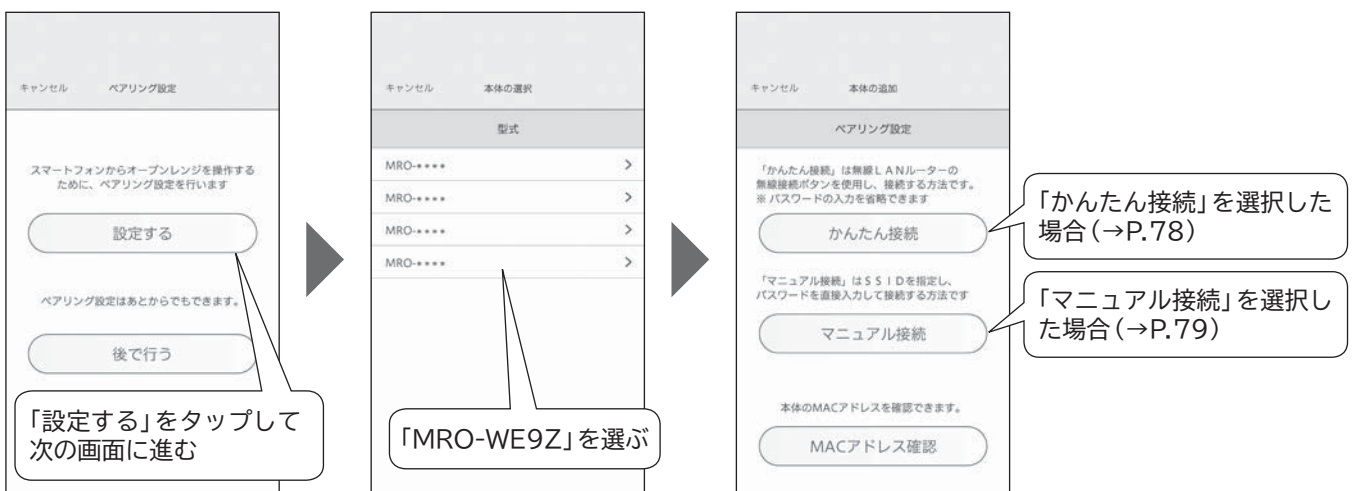 キャンセル ペアリング設定
スマートフォンからオーブンレンジを操作する
ために、ペアリング設定を行います
設定する
ペアリング設定はあとからでもできます。
後で行う
「設定する」をタップして
次の画面に進む
キャンセル 本体の選択
型式
MRO-**** >
MRO-**** >
MRO-**** >
MRO-**** >
「MRO-WE9Z」を選ぶ
キャンセル 本体の追加
ペアリング設定
「かんたん接続」は無線LANルーターの
無線接続ボタンを使用し、接続する方法です。
※ パスワードの入力を省略できます
かんたん接続
「マニュアル接続」はSSIDを指定し、
パスワードを直接入力して接続する方法です
マニュアル接続
本体のMACアドレスを確認できます。
MACアドレス確認
「かんたん接続」を選択した
場合(→P.78)
「マニュアル接続」を選択し
た場合(→P.79)